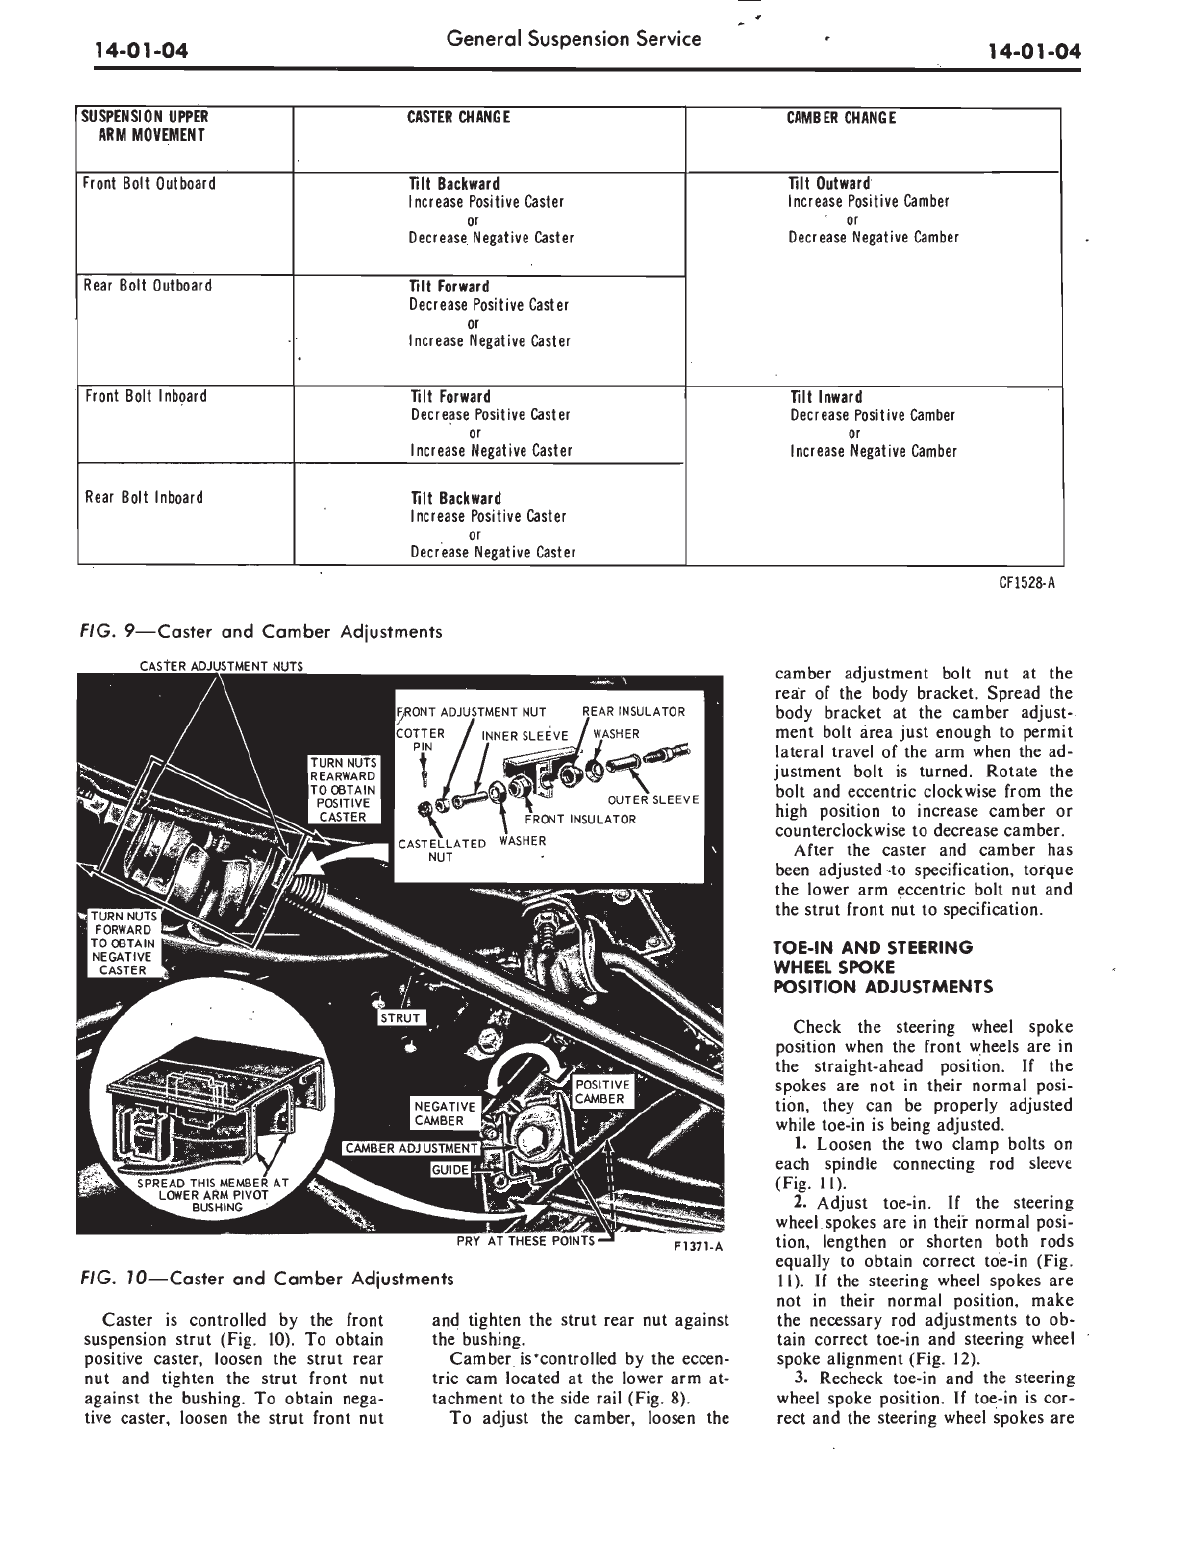 14-01-04
General Suspension Service
14-01-04
SUSPENSION UPPER
ARM MOVEMENT
CASTER CHANGE
CAMBER CHANGE
Front Bolt Outboard
Tilt Backward
Increase Positive Caster
or
Decrease Negative Caster
Tilt Outward
Increase Positive Camber
or
Decrease Negative Camber
Rear Bolt Outboard
Tilt Forward
Decrease Positive Caster
or
Increase Negative Caster
Front Bolt Inboard
Tilt Forward
Decrease Positive Caster
or
Increase Negative Caster
Tilt Inward
Decrease Positive Camber
or
Increase Negative Camber
Rear Bolt Inboard
Tilt Backward
Increase Positive Caster
or
Decrease Negative Caster
CF1528-A
FIG. 9—Caster and Camber Adjustments
CASTER ADJUSTMENT NUTS
FRONT ADJUSTMENT NUT
REAR INSULATOR
COTTER
PIN
INNER SLEEVE
WASHER
TURN NUTS
REARWARD
TO OBTAIN
POSITIVE
CASTER
OUTER SLEEVE
FRONT INSULATOR
CASTELLATED
NUT
WASHER
TURN NUTS
FORWARD
TO OBTAIN
NEGATIVE
CASTER
STRUT
POSITIVE
CAMBER
NEGATIVE
CAMBER
CAMBER ADJUSTMENT
GUIDE
SPREAD THIS MEMBER AT
LOWER ARM PIVOT
BUSHING
PRY AT THESE POINTS
F1371-A
FIG. 10—Caster and Camber Adjustments
Caster is controlled by the front
suspension strut (Fig. 10). To obtain
positive caster, loosen the strut rear
nut and tighten the strut front nut
against the bushing. To obtain nega-
tive caster, loosen the strut front nut
and tighten the strut rear nut against
the bushing.
Camber is controlled by the eccen-
tric cam located at the lower arm at-
tachment to the side rail (Fig. 8).
To adjust the camber, loosen the
camber adjustment bolt nut at the
rear of the body bracket. Spread the
body bracket at the camber adjust-
ment bolt area just enough to permit
lateral travel of the arm when the ad-
justment bolt is turned. Rotate the
bolt and eccentric clockwise from the
high position to increase camber or
counterclockwise to decrease camber.
After the caster and camber has
been adjusted to specification, torque
the lower arm eccentric bolt nut and
the strut front nut to specification.
TOE-IN AND STEERING
WHEEL SPOKE
POSITION ADJUSTMENTS
Check the steering wheel spoke
position when the front wheels are in
the straight-ahead position. If the
spokes are not in their normal posi-
tion, they can be properly adjusted
while toe-in is being adjusted.
1. Loosen the two clamp bolts on
each spindle connecting rod sleeve
(Fig. 11).
2. Adjust toe-in. If the steering
wheel spokes are in their normal posi-
tion, lengthen or shorten both rods
equally to obtain correct toe-in (Fig.
11). If the steering wheel spokes are
not in their normal position, make
the necessary rod adjustments to ob-
tain correct toe-in and steering wheel
spoke alignment (Fig. 12).
3. Recheck toe-in and the steering
wheel spoke position. If toe-in is cor-
rect and the steering wheel spokes are